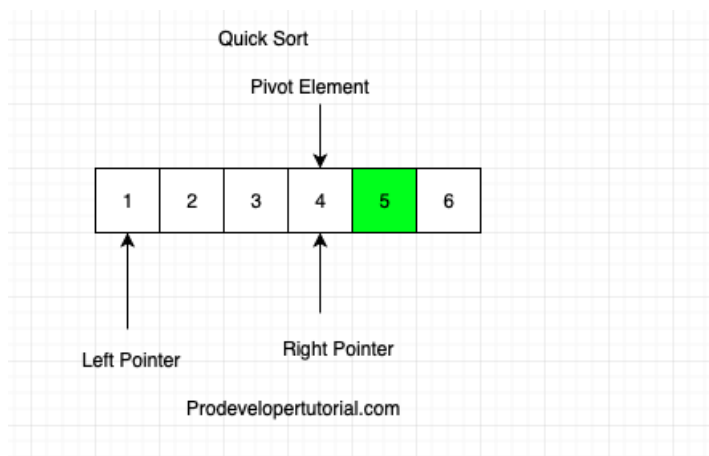 Quick Sort
Pivot Element
1 2 3 4 5 6
Left Pointer
Right Pointer
Prodevelopertutorial.com